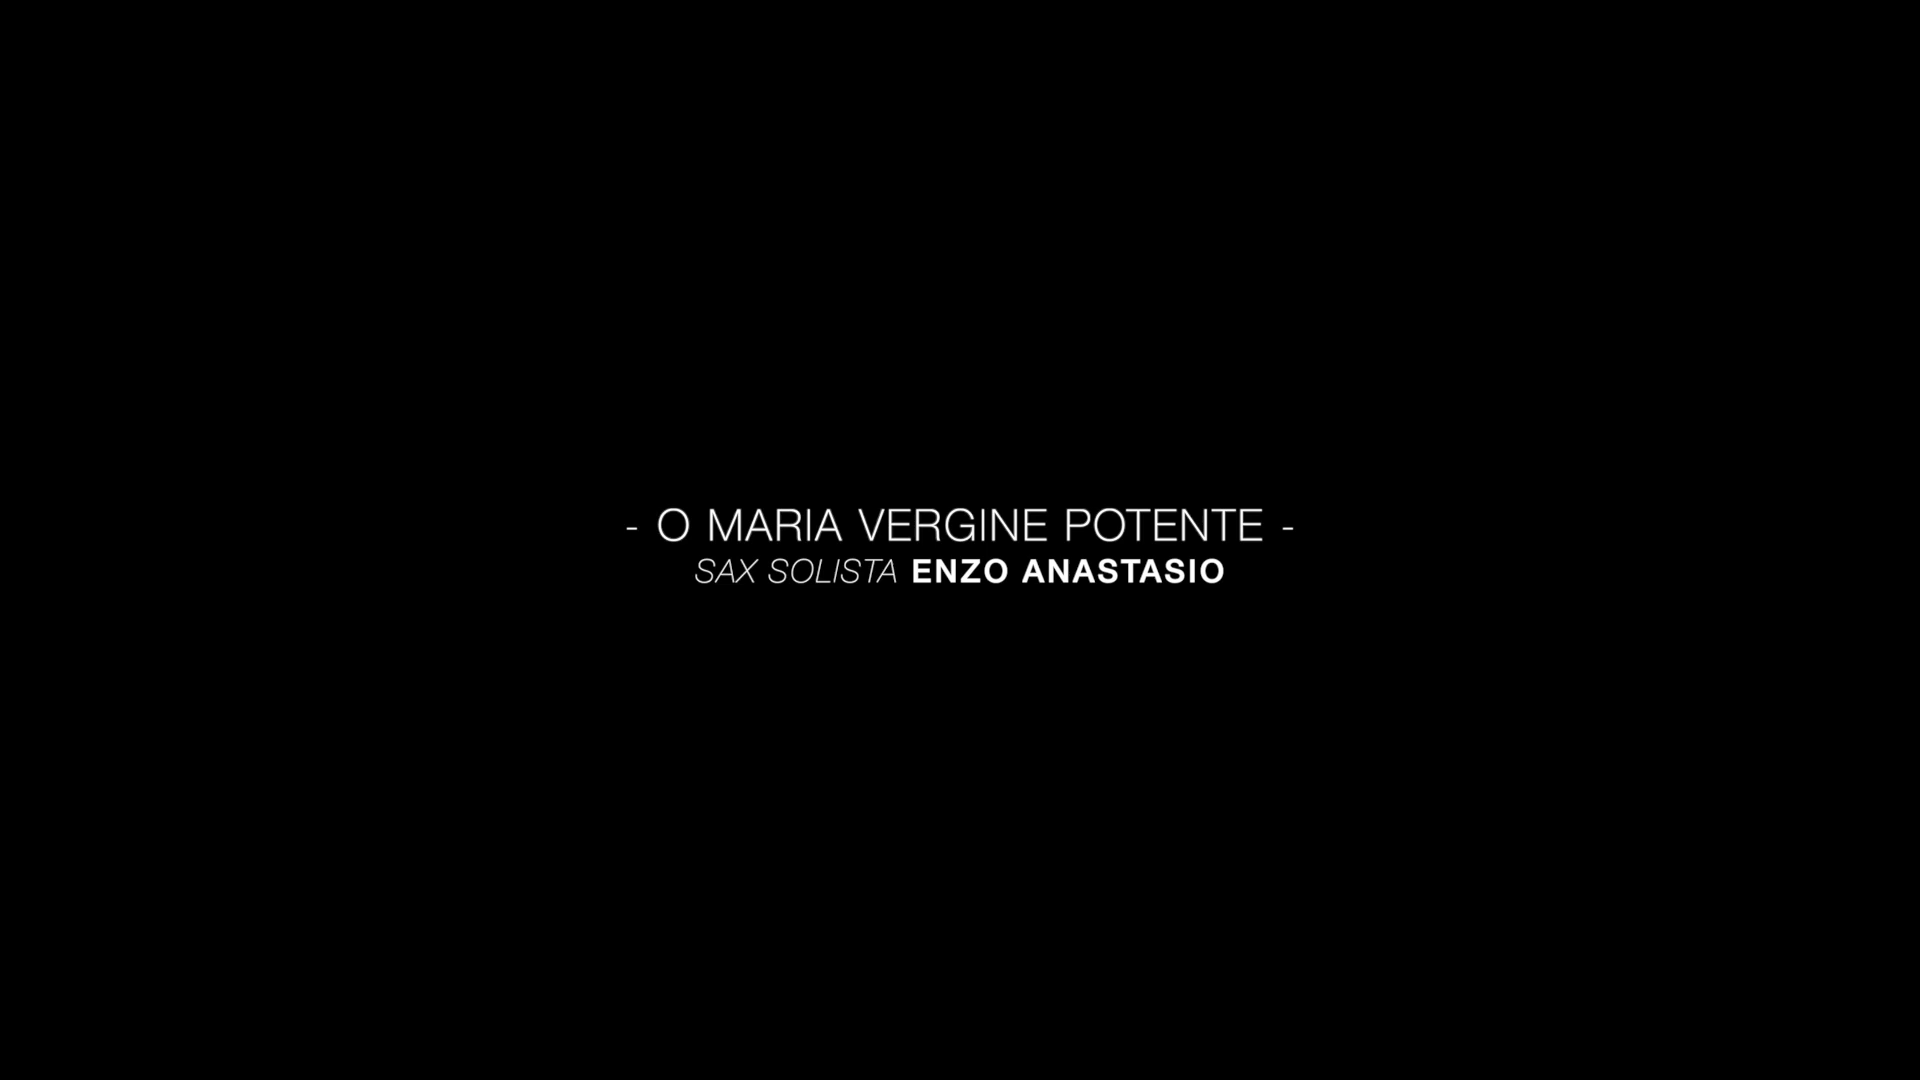 - O MARIA VERGINE POTENTE -
SAX SOLISTA ENZO ANASTASIO